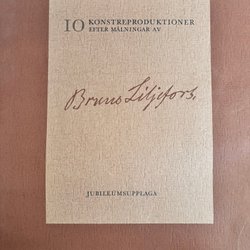 10 KONSTREPRODUKTIONER
EFTER MÅLNINGAR AV
Bruno Liljefors.
JUBILEUMSUPPLAGA